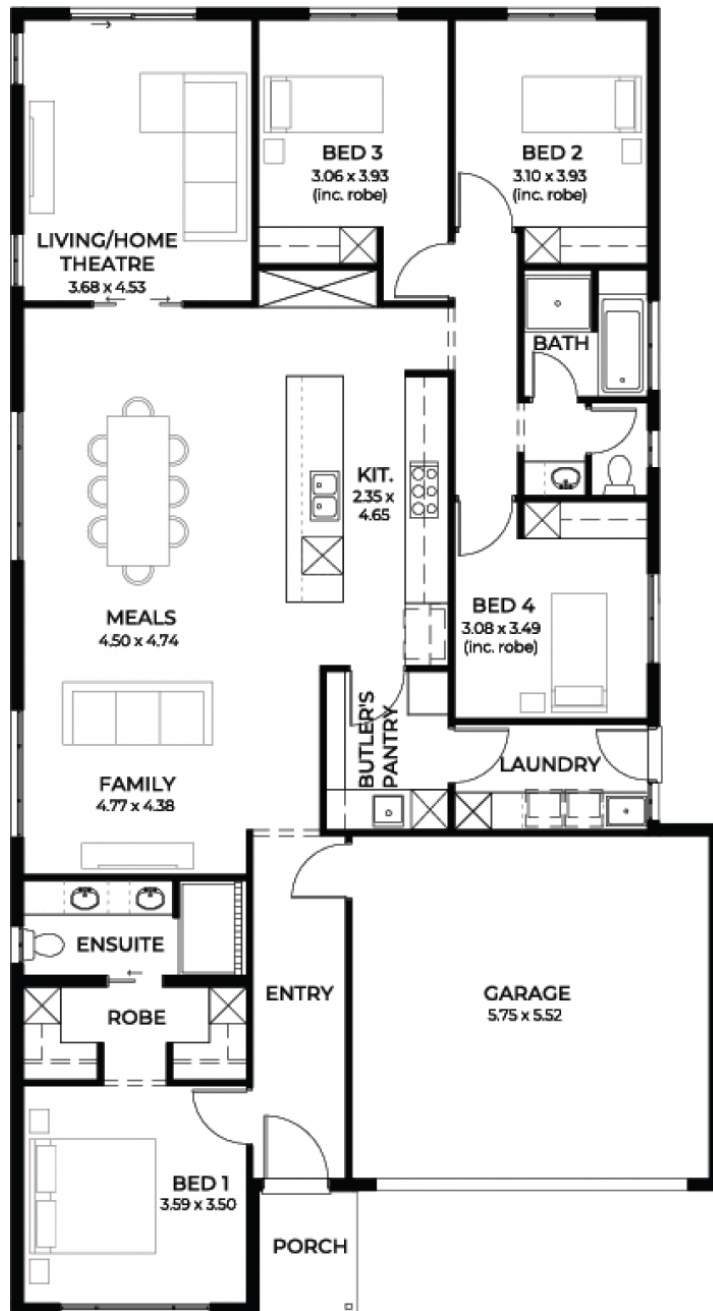 BED 3
3.06 x 3.93
(inc. robe)
BED 2
3.10 x 3.93
(inc. robe)
LIVING/HOME
THEATRE
3.68 x 4.53
BATH
KIT.
2.35 x
4.65
MEALS
4.50 x 4.74
BED 4
3.08 x 3.49
(inc. robe)
BUTLER'S
PANTRY
LAUNDRY
FAMILY
4.77 x 4.38
ENSUITE
ROBE
ENTRY
GARAGE
5.75 x 5.52
BED 1
3.59 x 3.50
PORCH